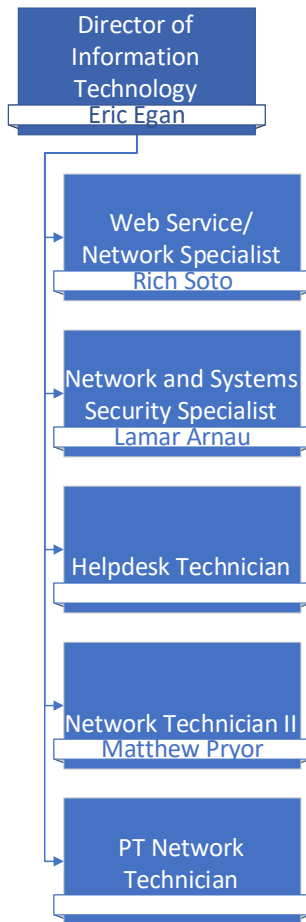 Director of
Information
Technology
Eric Egan
Web Service/
Network Specialist
Rich Soto
Network and Systems
Security Specialist
Lamar Arnau
Helpdesk Technician
Network Technician II
Matthew Pryor
PT Network
Technician